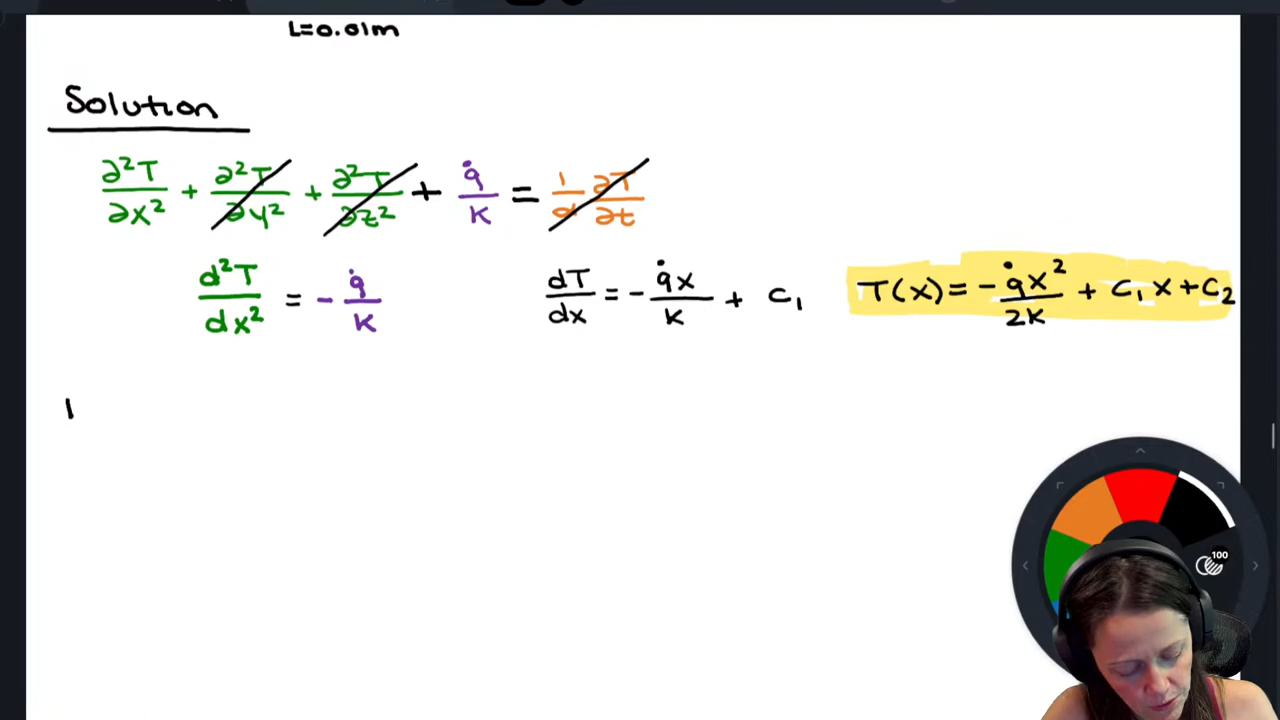 L=0.01m
Solution
∂²T/∂x² + ∂²T/∂y² + ∂²T/∂z² + q̇/k = 1/α ∂T/∂t
d²T/dx² = - q̇/k
dT/dx = - q̇x/k + C₁
T(x) = - q̇x²/2k + C₁x + C₂
100